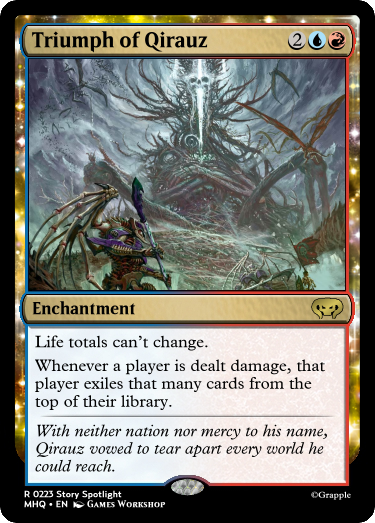 Triumph of Qirauz 2
Enchantment
Life totals can't change.
Whenever a player is dealt damage, that
player exiles that many cards from the
top of their library.
With neither nation nor mercy to his name,
Qirauz vowed to tear apart every world he
could reach.
R 0223 Story Spotlight
MHQ • EN Games Workshop
©Grapple